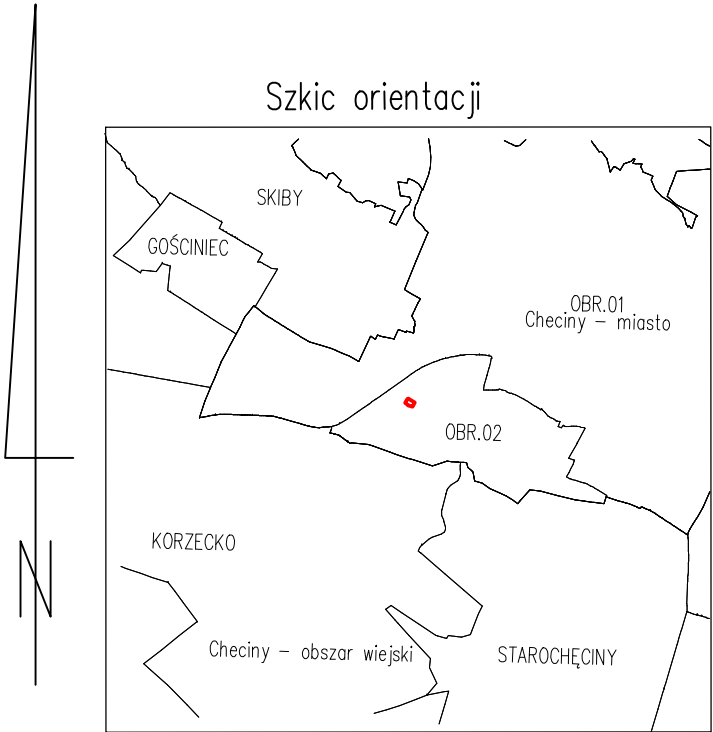 Szkic orientacji
SKIBY
GOŚCINIEC
OBR.01
Checiny – miasto
OBR.02
KORZECKO
Checiny – obszar wiejski
STAROCHĘCINY
N